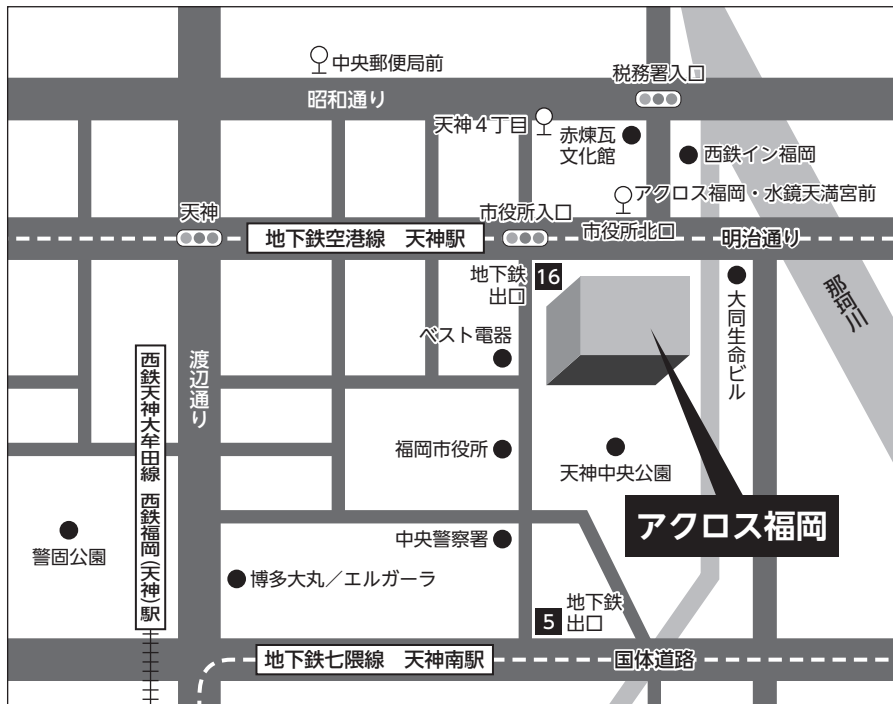 中央郵便局前
税務署入口
昭和通り
天神4丁目
赤煉瓦
文化館
西鉄イン福岡
アクロス福岡・水鏡天満宮前
天神
市役所入口
地下鉄空港線 天神駅
市役所北口
明治通り
地下鉄
出口
16
大同生命ビル
那珂川
ベスト電器
渡辺通り
西鉄天神大牟田線 西鉄福岡(天神)駅
福岡市役所
天神中央公園
アクロス福岡
中央警察署
警固公園
博多大丸/エルガーラ
5
地下鉄
出口
地下鉄七隈線 天神南駅
国体道路